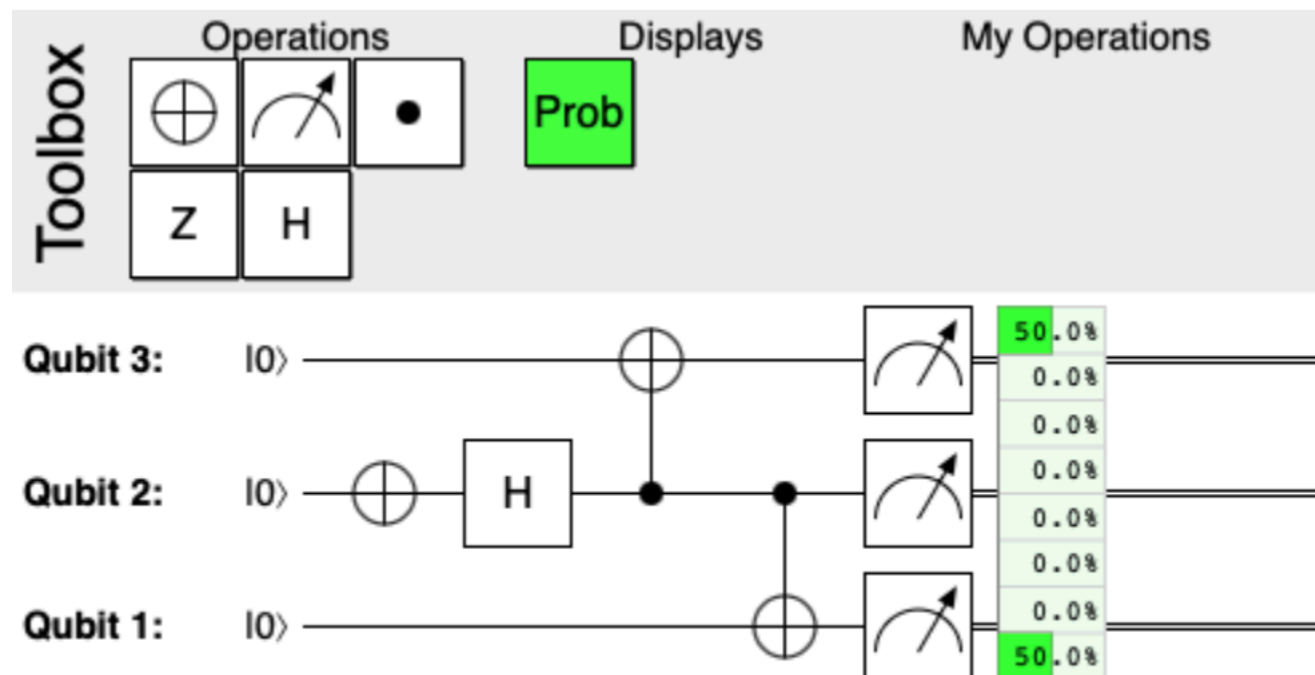 Toolbox
Operations
Displays
My Operations
Prob
Z
H
Qubit 3: |0⟩
50.0%
0.0%
0.0%
Qubit 2: |0⟩
H
0.0%
0.0%
0.0%
Qubit 1: |0⟩
0.0%
50.0%